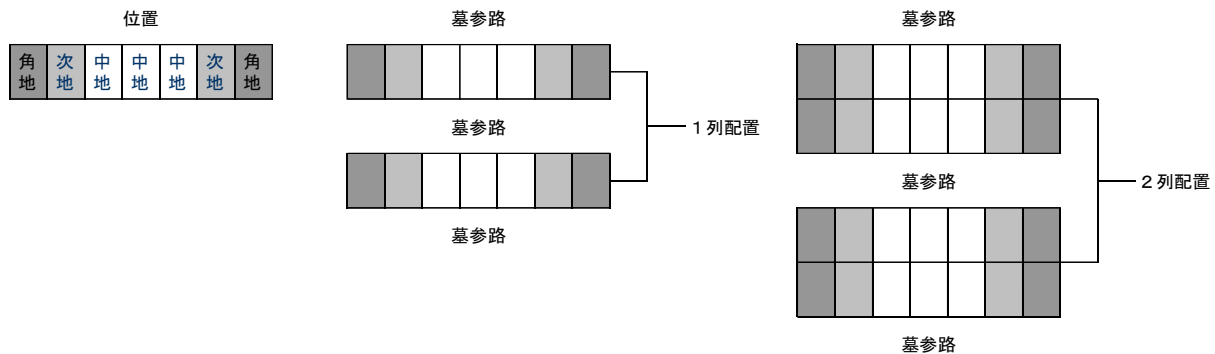 位置
角地 次地 中地 中地 中地 次地 角地
墓参路
墓参路
墓参路
1列配置
墓参路
墓参路
墓参路
2列配置